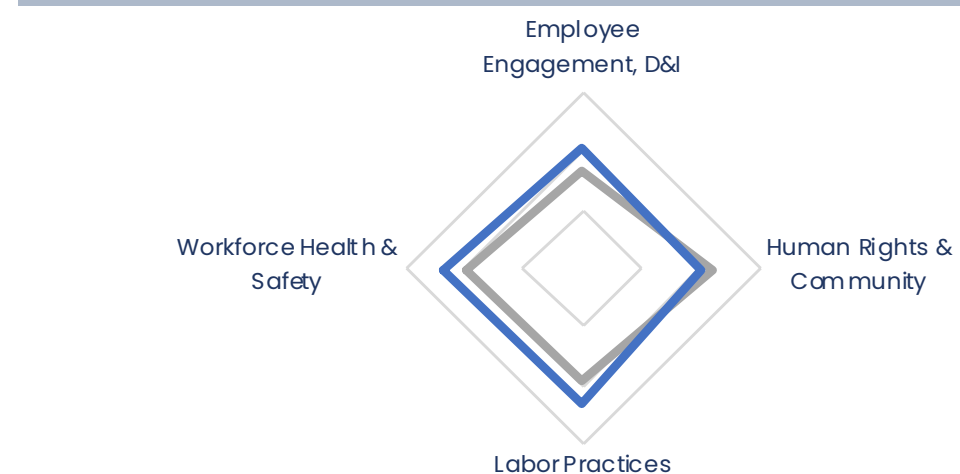 Employee
Engagement, D&I
Workforce Health &
Safety
Human Rights &
Community
Labor Practices